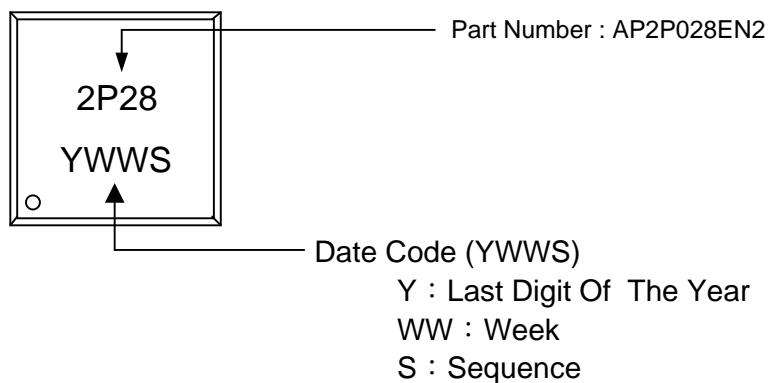 Part Number : AP2P028EN2
2P28
YWWS
Date Code (YWWS)
Y：Last Digit Of The Year
WW：Week
S：Sequence